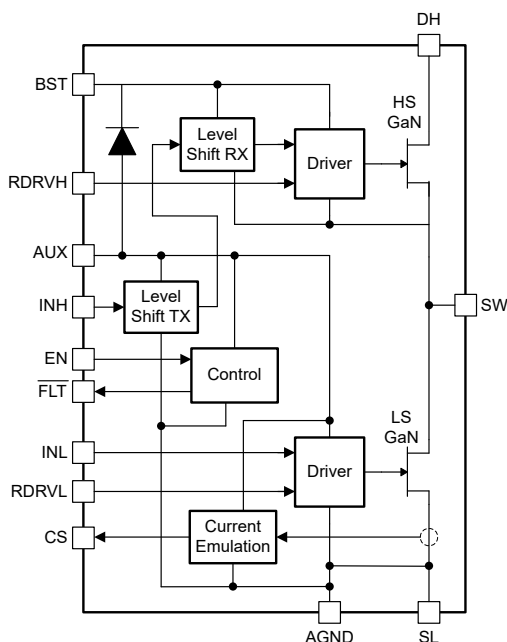 DH
BST
HS
GaN
Level
Shift RX
Driver
RDRVH
AUX
INH
Level
Shift TX
SW
EN
Control
FLT
LS
GaN
INL
Driver
RDRVL
CS
Current
Emulation
AGND
SL